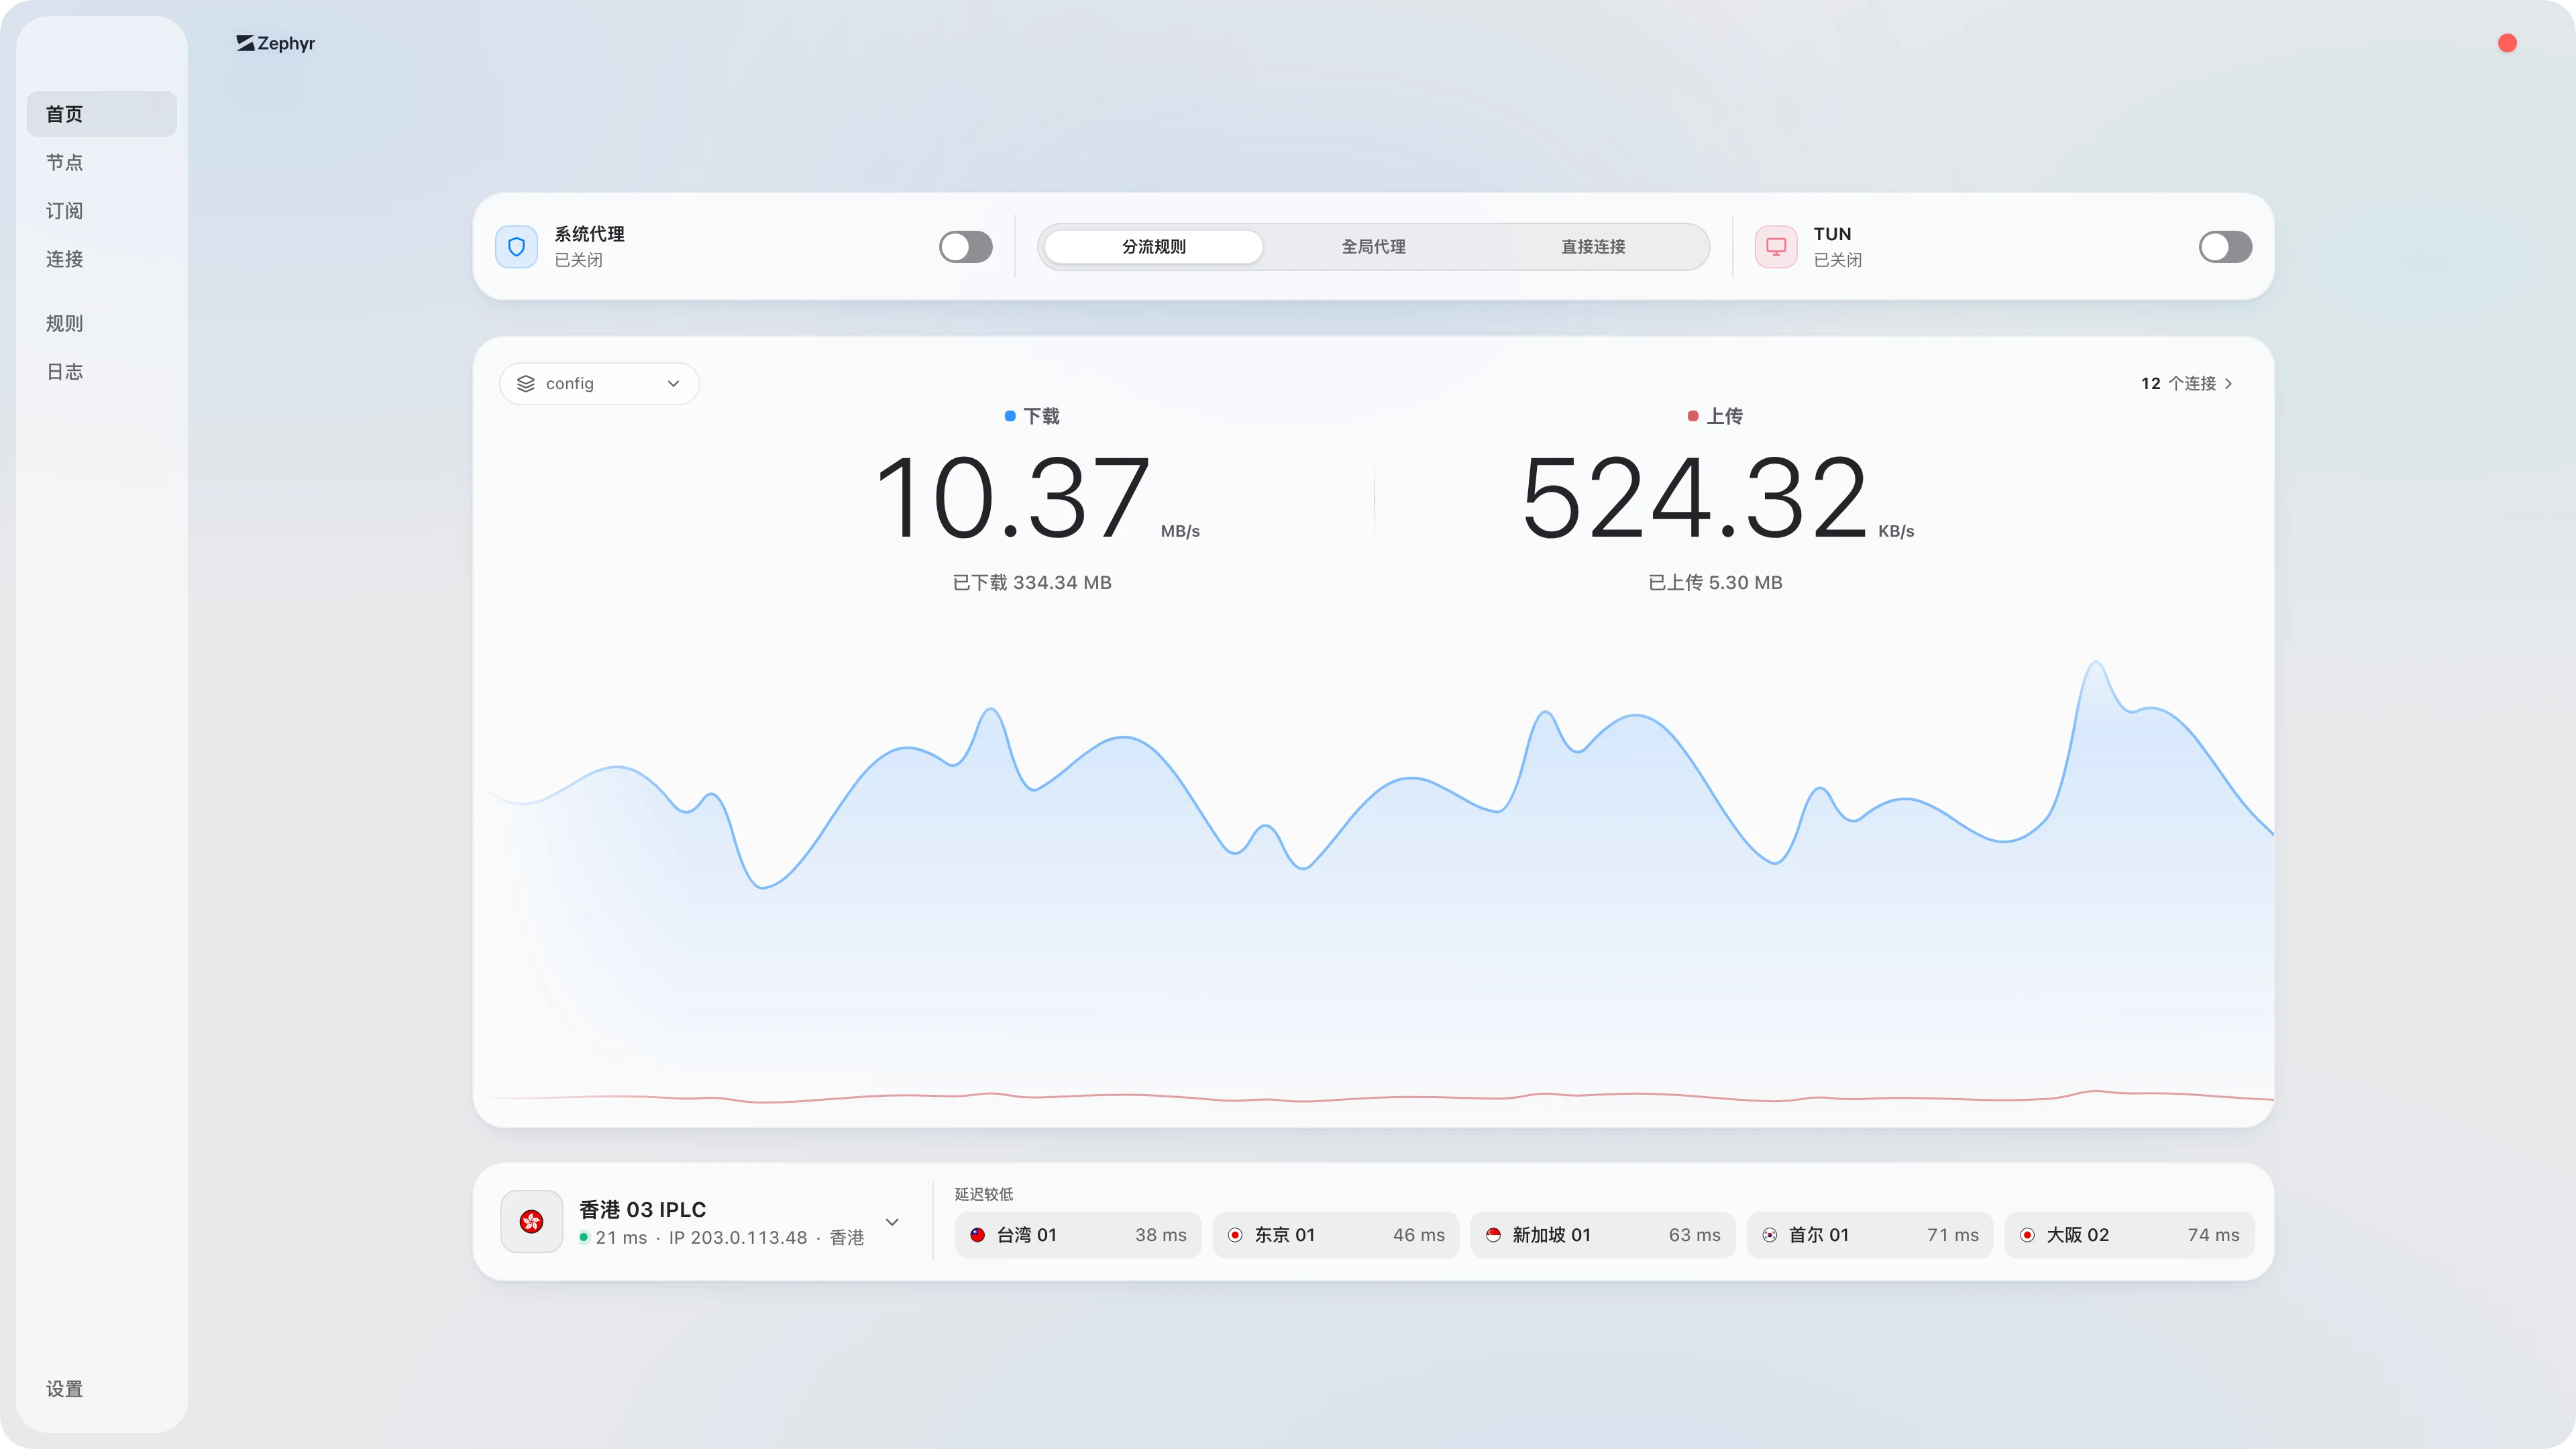 Zephyr
首页
节点
订阅
连接
规则
日志
设置
系统代理
已关闭
分流规则
全局代理
直接连接
TUN
已关闭
config
12 个连接
下载
10.37 MB/s
已下载 334.34 MB
上传
524.32 KB/s
已上传 5.30 MB
香港 03 IPLC
21 ms · IP 203.0.113.48 · 香港
延迟较低
台湾 01 38 ms
东京 01 46 ms
新加坡 01 63 ms
首尔 01 71 ms
大阪 02 74 ms